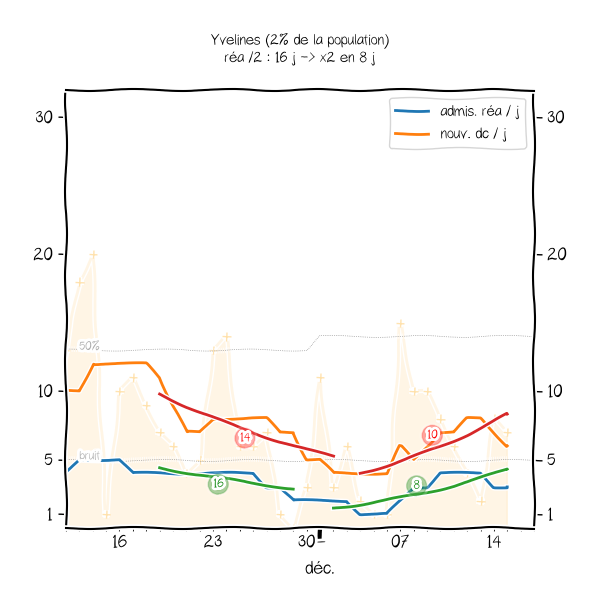 Yvelines (2% de la population)
réa /2 : 16 j -> x2 en 8 j
admis. réa / j
nouv. dc / j
30 30
20 20
50%
10 10
14 10
5 bruit 5
16 8
1 1
16 23 30 07 14
déc.